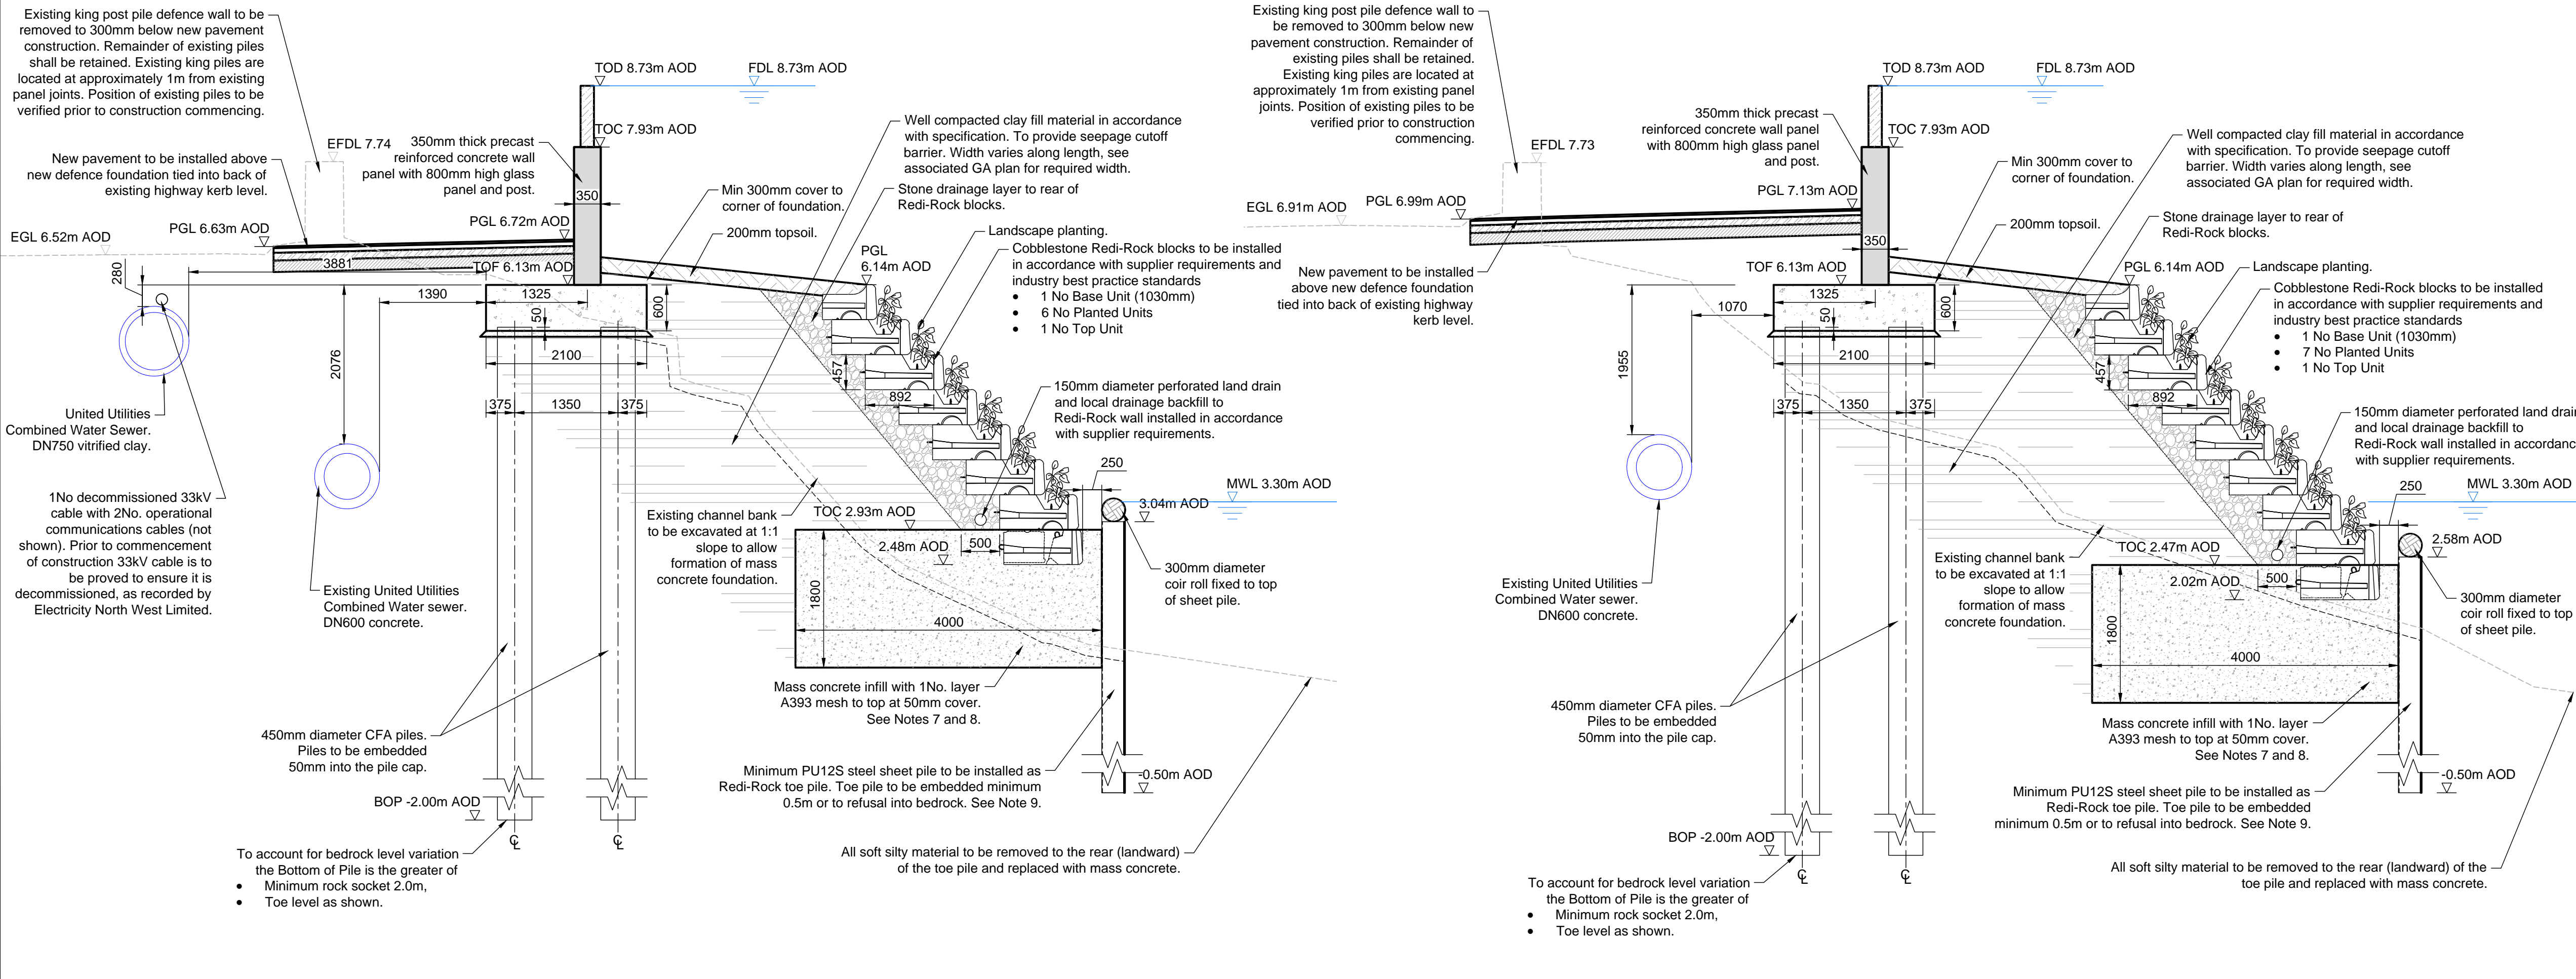 Existing king post pile defence wall to be
removed to 300mm below new pavement
construction. Remainder of existing piles
shall be retained. Existing king piles are
located at approximately 1m from existing
panel joints. Position of existing piles to be
verified prior to construction commencing.
New pavement to be installed above
new defence foundation tied into back of
existing highway kerb level.
EFDL 7.74
350mm thick precast
reinforced concrete wall
panel with 800mm high glass
panel and post.
TOD 8.73m AOD
FDL 8.73m AOD
TOC 7.93m AOD
350
EGL 6.52m AOD
PGL 6.63m AOD
PGL 6.72m AOD
Well compacted clay fill material in accordance
with specification. To provide seepage cutoff
barrier. Width varies along length, see
associated GA plan for required width.
Min 300mm cover to
corner of foundation.
Stone drainage layer to rear of
Redi-Rock blocks.
200mm topsoil.
PGL
6.14m AOD
Landscape planting.
Cobblestone Redi-Rock blocks to be installed
in accordance with supplier requirements and
industry best practice standards
• 1 No Base Unit (1030mm)
• 6 No Planted Units
• 1 No Top Unit
280
3881
TOF 6.13m AOD
1390
1325
600
50
2076
2100
457
892
375
1350
375
United Utilities
Combined Water Sewer.
DN750 vitrified clay.
150mm diameter perforated land drain
and local drainage backfill to
Redi-Rock wall installed in accordance
with supplier requirements.
250
MWL 3.30m AOD
3.04m AOD
1No decommissioned 33kV
cable with 2No. operational
communications cables (not
shown). Prior to commencement
of construction 33kV cable is to
be proved to ensure it is
decommissioned, as recorded by
Electricity North West Limited.
Existing United Utilities
Combined Water sewer.
DN600 concrete.
Existing channel bank
to be excavated at 1:1
slope to allow
formation of mass
concrete foundation.
TOC 2.93m AOD
2.48m AOD
500
1800
4000
300mm diameter
coir roll fixed to top
of sheet pile.
Mass concrete infill with 1No. layer
A393 mesh to top at 50mm cover.
See Notes 7 and 8.
450mm diameter CFA piles.
Piles to be embedded
50mm into the pile cap.
Minimum PU12S steel sheet pile to be installed as
Redi-Rock toe pile. Toe pile to be embedded minimum
0.5m or to refusal into bedrock. See Note 9.
-0.50m AOD
BOP -2.00m AOD
℄
℄
To account for bedrock level variation
the Bottom of Pile is the greater of
• Minimum rock socket 2.0m,
• Toe level as shown.
All soft silty material to be removed to the rear (landward)
of the toe pile and replaced with mass concrete.
Existing king post pile defence wall to
be removed to 300mm below new
pavement construction. Remainder of
existing piles shall be retained.
Existing king piles are located at
approximately 1m from existing panel
joints. Position of existing piles to be
verified prior to construction
commencing.
EFDL 7.73
350mm thick precast
reinforced concrete wall panel
with 800mm high glass panel
and post.
TOD 8.73m AOD
FDL 8.73m AOD
TOC 7.93m AOD
EGL 6.91m AOD
PGL 6.99m AOD
PGL 7.13m AOD
350
Well compacted clay fill material in accordance
with specification. To provide seepage cutoff
barrier. Width varies along length, see
associated GA plan for required width.
Min 300mm cover to
corner of foundation.
Stone drainage layer to rear of
Redi-Rock blocks.
200mm topsoil.
PGL 6.14m AOD
Landscape planting.
Cobblestone Redi-Rock blocks to be installed
in accordance with supplier requirements and
industry best practice standards
• 1 No Base Unit (1030mm)
• 7 No Planted Units
• 1 No Top Unit
New pavement to be installed
above new defence foundation
tied into back of existing highway
kerb level.
TOF 6.13m AOD
1070
1325
600
50
1955
2100
457
892
375
1350
375
150mm diameter perforated land drain
and local drainage backfill to
Redi-Rock wall installed in accordanc
with supplier requirements.
250
MWL 3.30m AOD
2.58m AOD
Existing United Utilities
Combined Water sewer.
DN600 concrete.
Existing channel bank
to be excavated at 1:1
slope to allow
formation of mass
concrete foundation.
TOC 2.47m AOD
2.02m AOD
500
1800
4000
300mm diameter
coir roll fixed to top
of sheet pile.
450mm diameter CFA piles.
Piles to be embedded
50mm into the pile cap.
Mass concrete infill with 1No. layer
A393 mesh to top at 50mm cover.
See Notes 7 and 8.
Minimum PU12S steel sheet pile to be installed as
Redi-Rock toe pile. Toe pile to be embedded
minimum 0.5m or to refusal into bedrock. See Note 9.
-0.50m AOD
BOP -2.00m AOD
℄
℄
To account for bedrock level variation
the Bottom of Pile is the greater of
• Minimum rock socket 2.0m,
• Toe level as shown.
All soft silty material to be removed to the rear (landward) of the
toe pile and replaced with mass concrete.